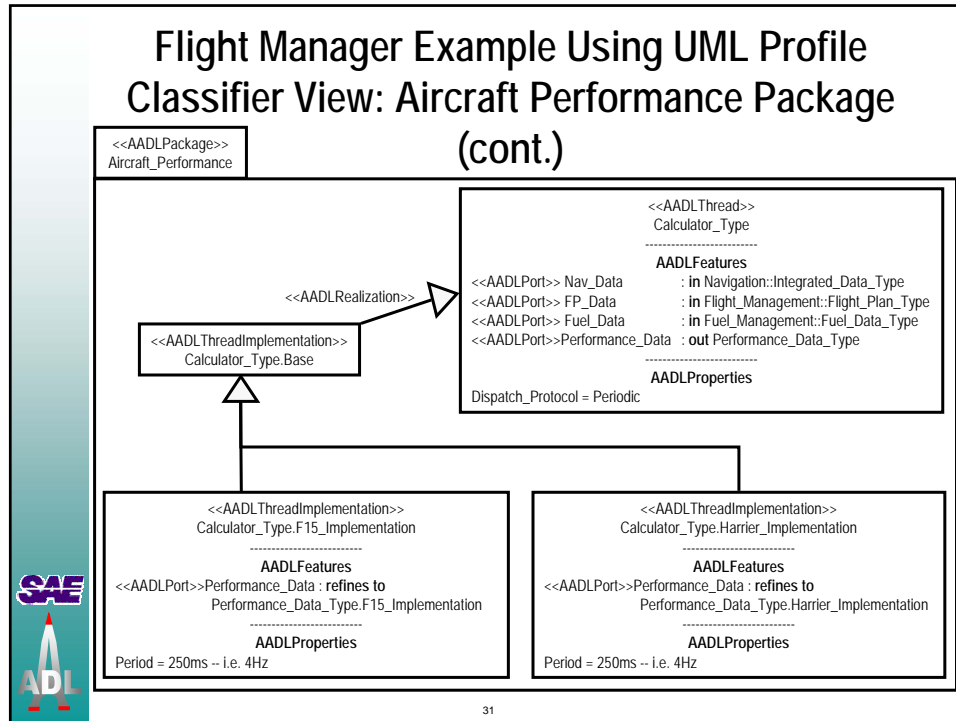 Flight Manager Example Using UML Profile
Classifier View: Aircraft Performance Package
(cont.)
<<AADLPackage>>
Aircraft_Performance
<<AADLThread>>
Calculator_Type
--------------------------
AADLFeatures
<<AADLPort>> Nav_Data : in Navigation::Integrated_Data_Type
<<AADLPort>> FP_Data : in Flight_Management::Flight_Plan_Type
<<AADLPort>> Fuel_Data : in Fuel_Management::Fuel_Data_Type
<<AADLPort>>Performance_Data : out Performance_Data_Type
--------------------------
AADLProperties
Dispatch_Protocol = Periodic
<<AADLRealization>>
<<AADLThreadImplementation>>
Calculator_Type.Base
<<AADLThreadImplementation>>
Calculator_Type.F15_Implementation
--------------------------
AADLFeatures
<<AADLPort>>Performance_Data : refines to
Performance_Data_Type.F15_Implementation
--------------------------
AADLProperties
Period = 250ms -- i.e. 4Hz
<<AADLThreadImplementation>>
Calculator_Type.Harrier_Implementation
--------------------------
AADLFeatures
<<AADLPort>>Performance_Data : refines to
Performance_Data_Type.Harrier_Implementation
--------------------------
AADLProperties
Period = 250ms -- i.e. 4Hz
SAE
ADL
31